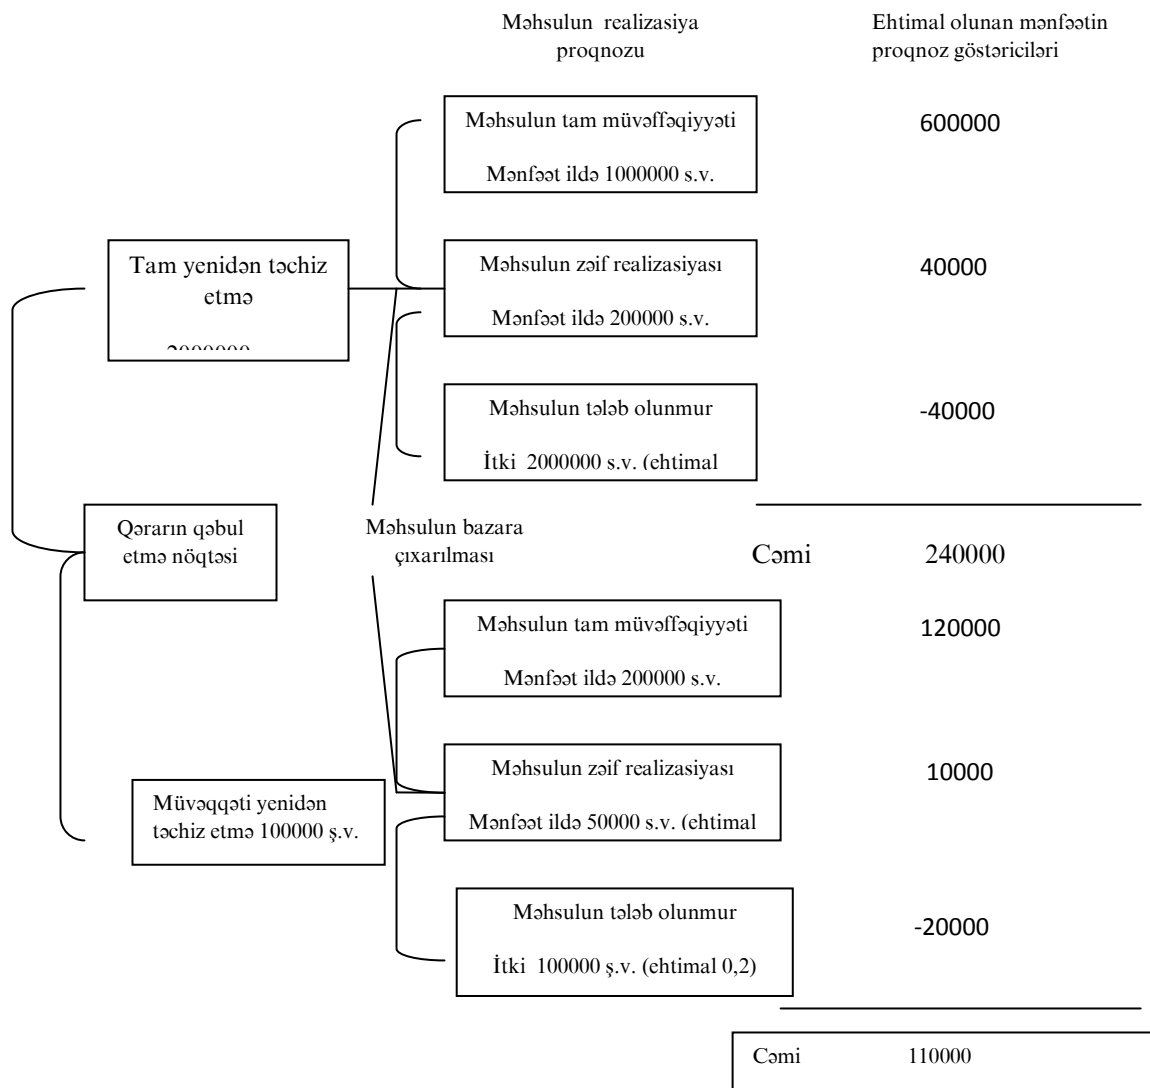 Məhsulun realizasiya
proqnozu
Ehtimal olunan mənfəətin
proqnoz göstəriciləri
Məhsulun tam müvəffəqiyyəti
Mənfəət ildə 1000000 s.v.
600000
Tam yenidən təchiz
etmə
Məhsulun zəif realizasiyası
Mənfəət ildə 200000 s.v.
40000
Məhsulun tələb olunmur
İtki 2000000 s.v. (ehtimal
-40000
Qərarın qəbul
etmə nöqtəsi
Məhsulun bazara
çıxarılması
Cəmi 240000
Məhsulun tam müvəffəqiyyəti
Mənfəət ildə 200000 s.v.
120000
Müvəqqəti yenidən
təchiz etmə 100000 ş.v.
Məhsulun zəif realizasiyası
Mənfəət ildə 50000 s.v. (ehtimal
10000
Məhsulun tələb olunmur
İtki 100000 ş.v. (ehtimal 0,2)
-20000
Cəmi 110000